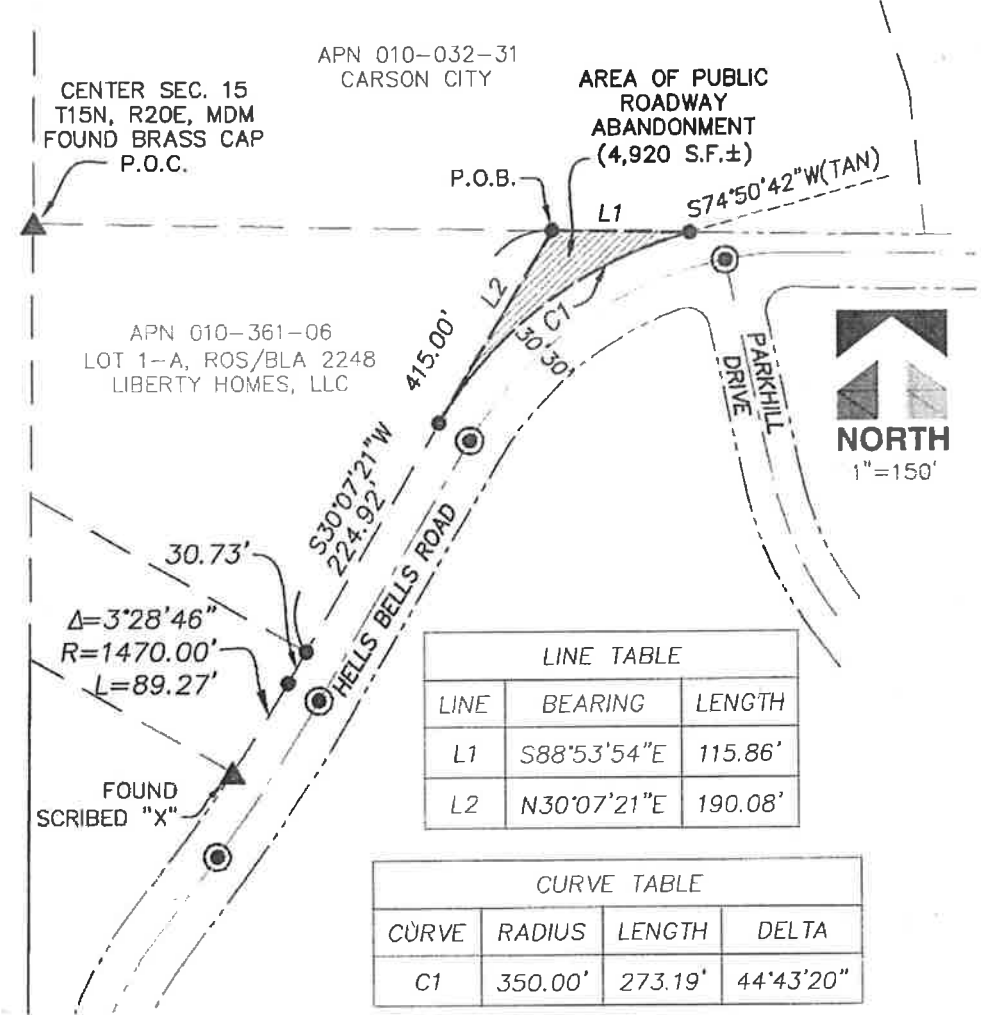 APN 010-032-31
CARSON CITY
CENTER SEC. 15
T15N, R20E, MDM
FOUND BRASS CAP
P.O.C.
AREA OF PUBLIC
ROADWAY
ABANDONMENT
(4,920 S.F.±)
P.O.B.
L1
S74°50'42"W(TAN)
L2
C1
30'
30'
415.00'
APN 010-361-06
LOT 1-A, ROS/BLA 2248
LIBERTY HOMES, LLC
PARKHILL
DRIVE
NORTH
1"=150'
S30°07'21"W
224.92'
30.73'
HELLS BELLS ROAD
Δ=3°28'46"
R=1470.00'
L=89.27'
FOUND
SCRIBED "X"
LINE TABLE
LINE BEARING LENGTH
L1 S88°53'54"E 115.86'
L2 N30°07'21"E 190.08'
CURVE TABLE
CURVE RADIUS LENGTH DELTA
C1 350.00' 273.19' 44°43'20"